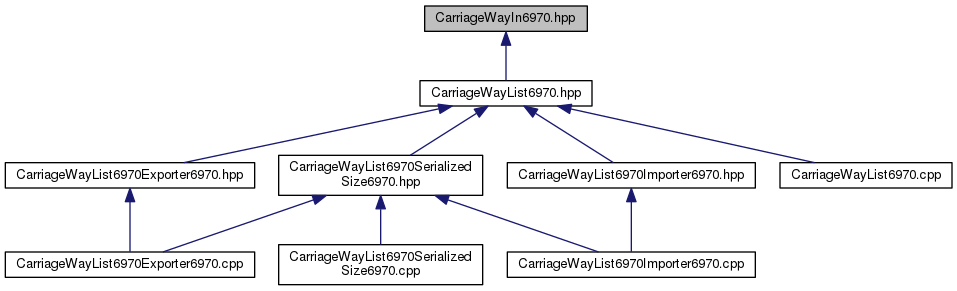 CarriageWayIn6970.hpp
CarriageWayList6970.hpp
CarriageWayList6970Exporter6970.hpp
CarriageWayList6970Serialized
Size6970.hpp
CarriageWayList6970Importer6970.hpp
CarriageWayList6970.cpp
CarriageWayList6970Exporter6970.cpp
CarriageWayList6970Serialized
Size6970.cpp
CarriageWayList6970Importer6970.cpp